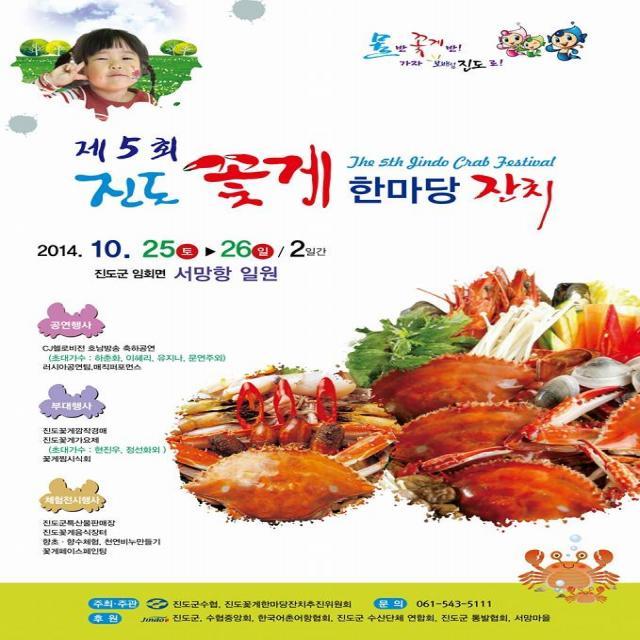 물반 꽃게반!
가자 보배섬 진도로!
제5회
The 5th Jindo Crab Festival
진도 꽃게 한마당 잔치
2014. 10. 25토 ▶ 26일 / 2일간
진도군 임회면 서망항 일원
공연행사
CJ헬로비전 호남방송 축하공연
(초대가수 : 하춘화, 이혜리, 유지나, 문연주외)
러시아공연팀,매직퍼포먼스
부대행사
진도꽃게깜짝경매
진도꽃게가요제
(초대가수 : 현진우, 정선화외)
꽃게찜시식회
체험전시행사
진도군특산물판매장
진도꽃게음식장터
향초 · 향수체험, 천연비누만들기
꽃게페이스페인팅
주최·주관 진도군수협, 진도꽃게한마당잔치추진위원회 문 의 061-543-5111
후 원 Jindo 진도군, 수협중앙회, 한국어촌어항협회, 진도군 수산단체 연합회, 진도군 통발협회, 서망마을